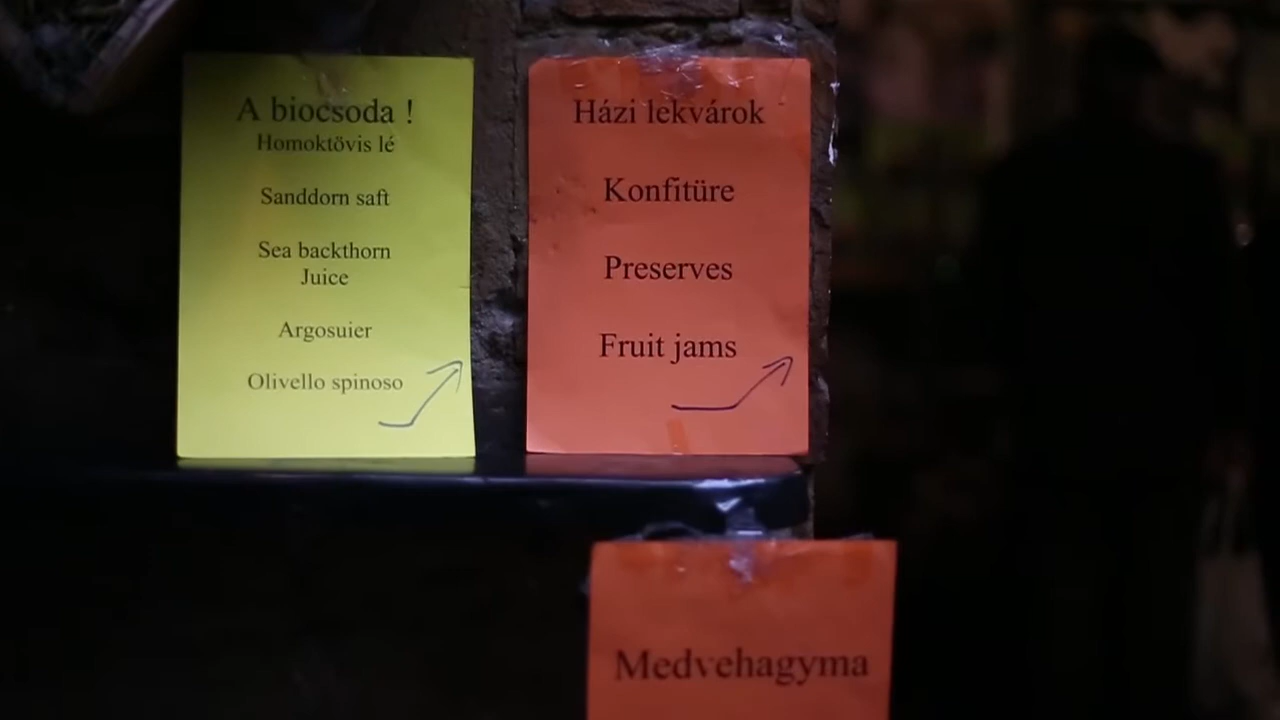 A biocsoda !
Homoktövis lé
Sanddorn saft
Sea backthorn
Juice
Argosuier
Olivello spinoso
Házi lekvárok
Konfitüre
Preserves
Fruit jams
Medvehagyma